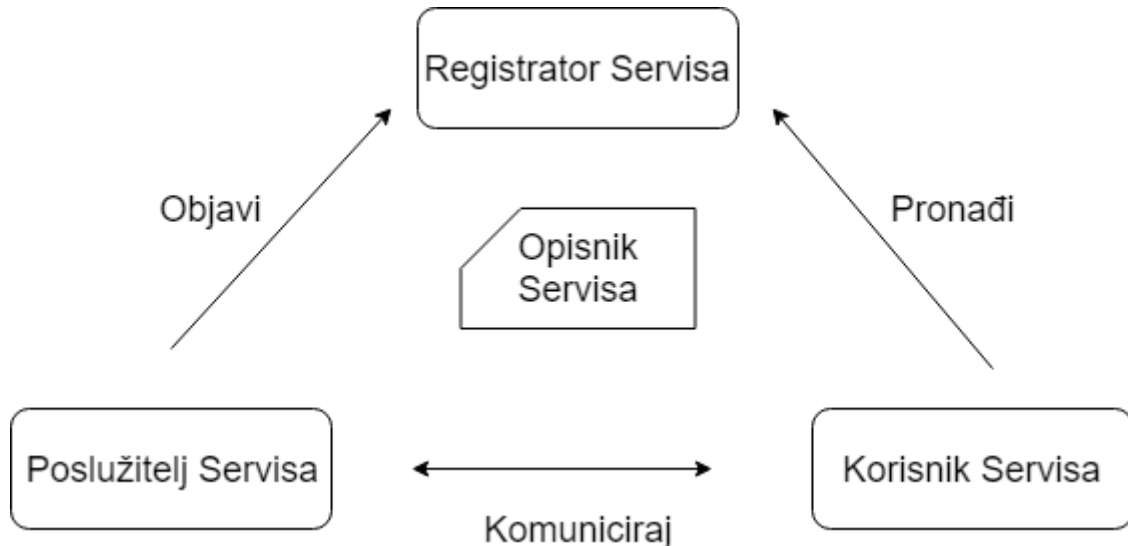 Registrator Servisa
Objavi
Pronađi
Opisnik
Servisa
Poslužitelj Servisa
Korisnik Servisa
Komuniciraj